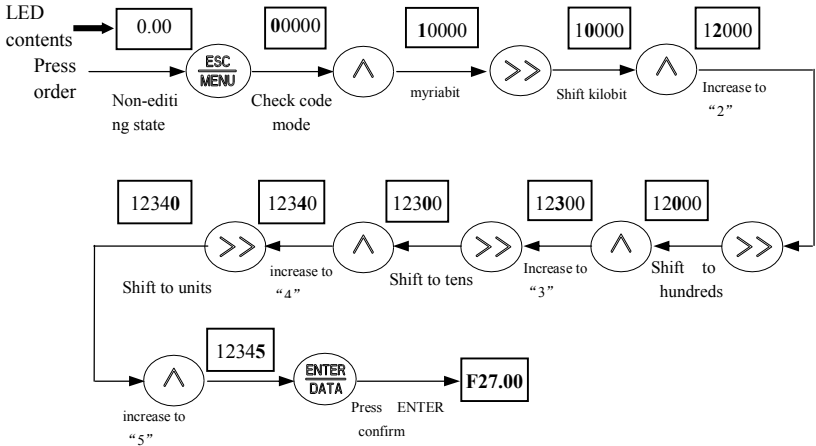 LED
contents
0.00
00000
10000
10000
12000
Press
order
ESC
MENU
∧
>>
∧
Non-editi
ng state
Check code
mode
myriabit
Shift kilobit
Increase to
“2”
12340
12340
12300
12300
12000
>>
∧
>>
∧
>>
Shift to units
increase to
“4”
Shift to tens
Increase to
“3”
Shift to
hundreds
12345
∧
ENTER
DATA
F27.00
increase to
“5”
Press ENTER
confirm